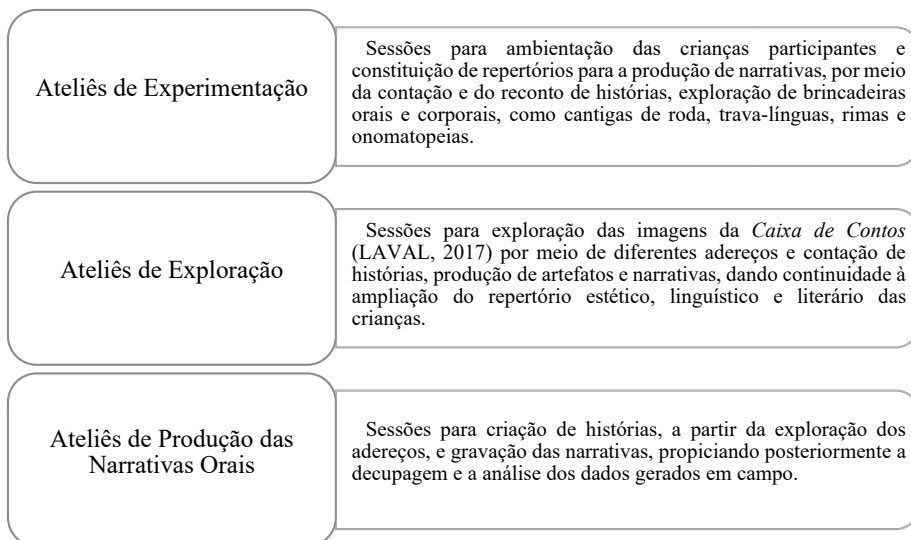 Ateliês de Experimentação
Sessões para ambientação das crianças participantes e
constituição de repertórios para a produção de narrativas, por meio
da contação e do reconto de histórias, exploração de brincadeiras
orais e corporais, como cantigas de roda, trava-línguas, rimas e
onomatopeias.
Ateliês de Exploração
Sessões para exploração das imagens da Caixa de Contos
(LAVAL, 2017) por meio de diferentes adereços e contação de
histórias, produção de artefatos e narrativas, dando continuidade à
ampliação do repertório estético, linguístico e literário das
crianças.
Ateliês de Produção das
Narrativas Orais
Sessões para criação de histórias, a partir da exploração dos
adereços, e gravação das narrativas, propiciando posteriormente a
decupagem e a análise dos dados gerados em campo.